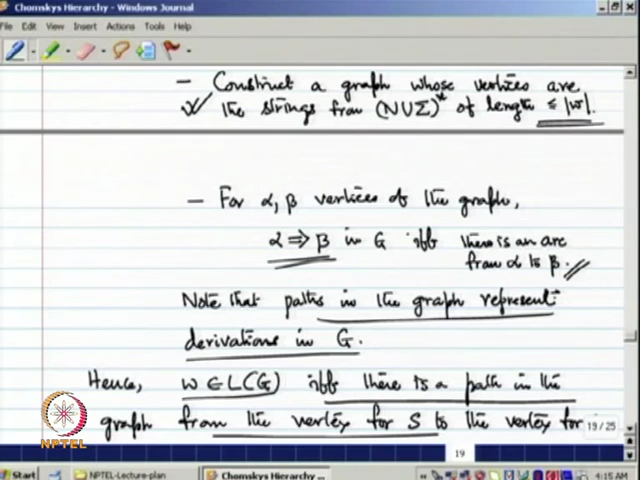 Chomskys Hierarchy - Windows Journal
File Edit View Insert Actions Tools Help
- Construct a graph whose vertices are
the strings from (N∪Σ)* of length ≤ |w|.
- For α, β vertices of the graph,
α ⇒ β in G iff there is an arc
from α to β.
Note that paths in the graph represent
derivations in G.
Hence, w ∈ L(G) iff there is a path in the
graph from the vertex for S to the vertex for
NPTEL
19
19 / 25
Start
NPTEL-Lecture-plan
Chomskys Hierarchy - ...
4:15 AM